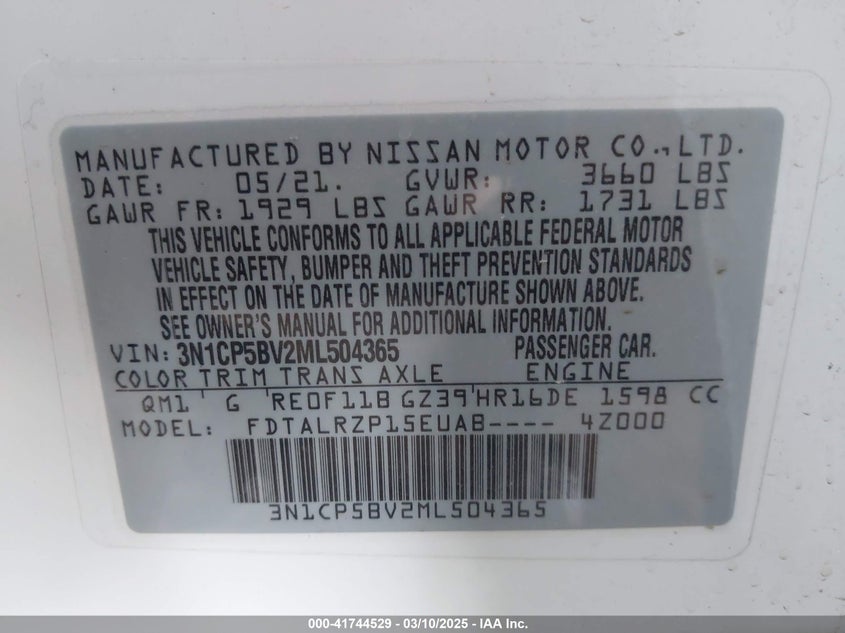 MANUFACTURED BY NISSAN MOTOR CO., LTD.
DATE: 05/21. GVWR: 3660 LBS
GAWR FR: 1929 LBS GAWR RR: 1731 LBS
THIS VEHICLE CONFORMS TO ALL APPLICABLE FEDERAL MOTOR
VEHICLE SAFETY, BUMPER AND THEFT PREVENTION STANDARDS
IN EFFECT ON THE DATE OF MANUFACTURE SHOWN ABOVE.
SEE OWNER'S MANUAL FOR ADDITIONAL INFORMATION.
VIN: 3N1CP5BV2ML504365 PASSENGER CAR.
COLOR TRIM TRANS AXLE ENGINE
QM1 G RE0F11B GZ39 HR16DE 1598 CC
MODEL: FDTALRZP15EUAB---- 4Z000
3N1CP5BV2ML504365
000-41744529 — 03/10/2025 — IAA Inc.